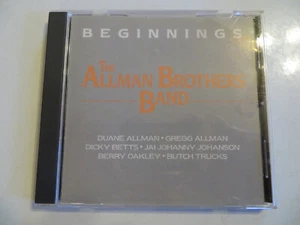 BEGINNINGS
THE
ALLMAN BROTHERS
BAND
DUANE ALLMAN • GREGG ALLMAN
DICKY BETTS • JAI JOHANNY JOHANSON
BERRY OAKLEY • BUTCH TRUCKS